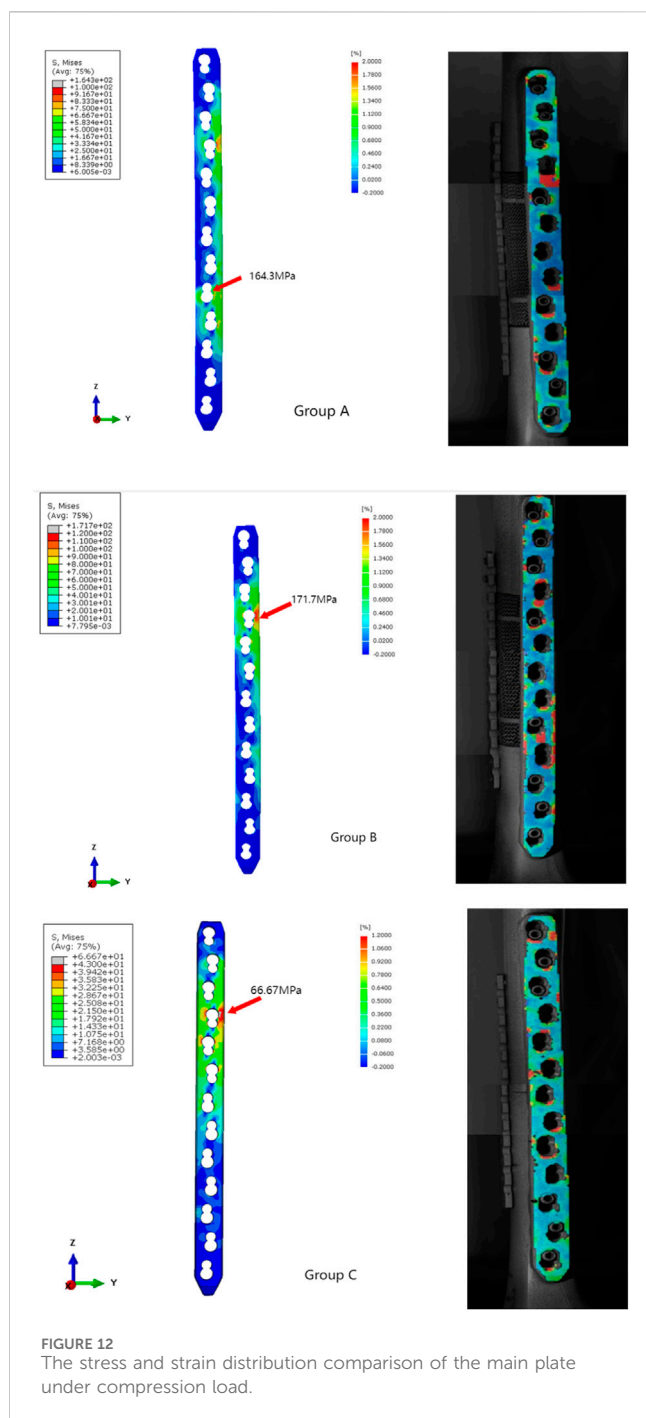 S, Mises
(Avg: 75%)
+1.643e+02
+1.000e+02
+9.167e+01
+8.333e+01
+7.500e+01
+6.667e+01
+5.834e+01
+5.000e+01
+4.167e+01
+3.334e+01
+2.500e+01
+1.667e+01
+8.339e+00
+6.005e-03
[%]
2.0000
1.7800
1.5600
1.3400
1.1200
0.9000
0.6800
0.4600
0.2400
0.0200
-0.2000
164.3MPa
Z
Y
Group A
S, Mises
(Avg: 75%)
+1.717e+02
+1.200e+02
+1.100e+02
+1.000e+02
+9.000e+01
+8.000e+01
+7.000e+01
+6.000e+01
+5.000e+01
+4.001e+01
+3.001e+01
+2.001e+01
+1.001e+01
+7.795e-03
[%]
2.0000
1.7800
1.5600
1.3400
1.1200
0.9000
0.6800
0.4600
0.2400
0.0200
-0.2000
171.7MPa
Group B
Z
X
Y
S, Mises
(Avg: 75%)
+6.667e+01
+4.300e+01
+3.942e+01
+3.583e+01
+3.225e+01
+2.867e+01
+2.508e+01
+2.150e+01
+1.792e+01
+1.433e+01
+1.075e+01
+7.168e+00
+3.585e+00
+2.003e-03
[%]
1.2000
1.0600
0.9200
0.7800
0.6400
0.5000
0.3600
0.2200
0.0800
-0.0600
-0.2000
66.67MPa
Z
X
Y
Group C
FIGURE 12
The stress and strain distribution comparison of the main plate
under compression load.